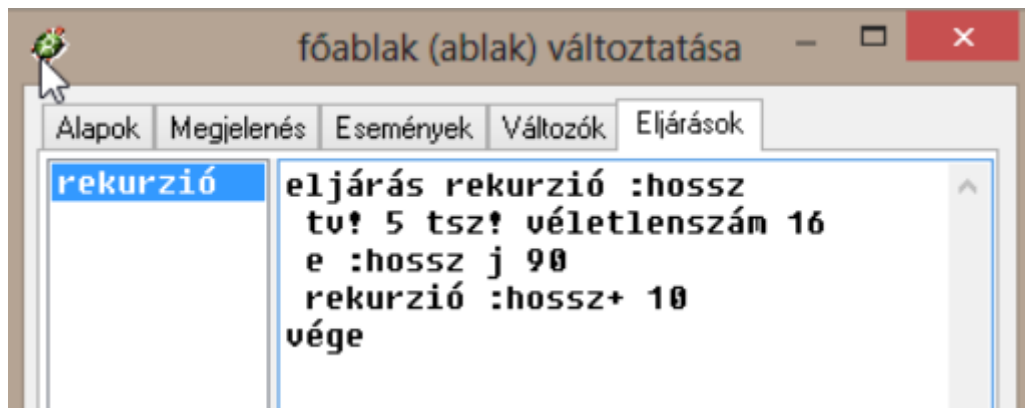 főablak (ablak) változtatása
Alapok Megjelenés Események Változók Eljárások
rekurzió
eljárás rekurzió :hossz
tv! 5 tsz! véletlenszám 16
e :hossz j 90
rekurzió :hossz+ 10
vége